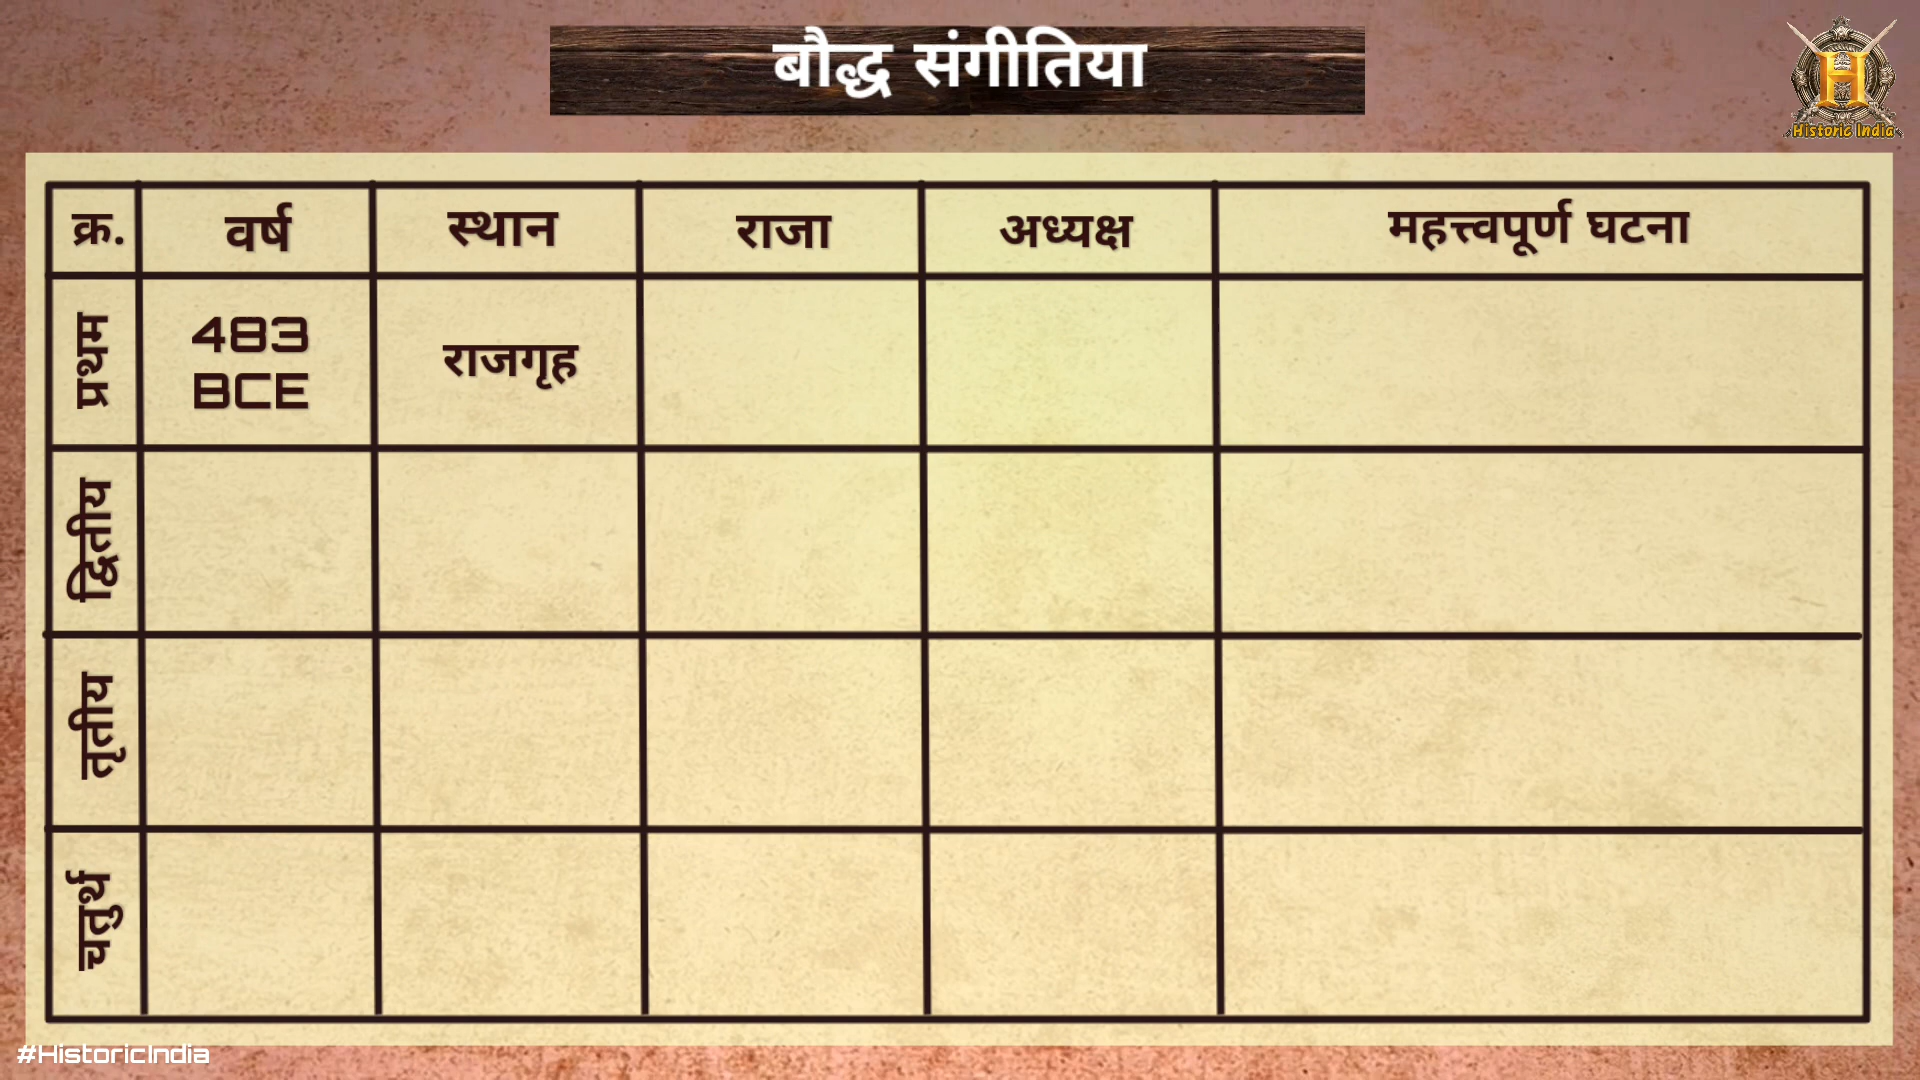 बौद्ध संगीतिया
H
Historic India
क्र. वर्ष स्थान राजा अध्यक्ष महत्त्वपूर्ण घटना
प्रथम 483 BCE राजगृह
द्वितीय
तृतीय
चतुर्थ
#HistoricIndia